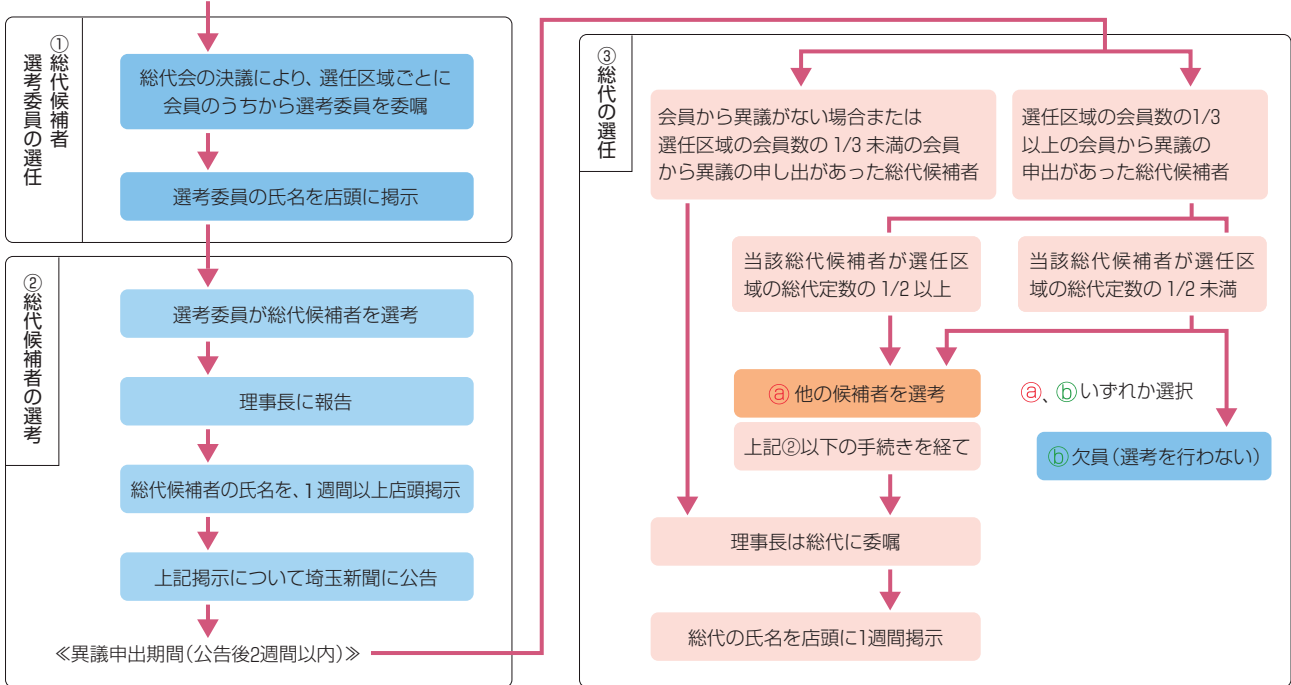 ①総代候補者
選考委員の選任
総代会の決議により、選任区域ごとに
会員のうちから選考委員を委嘱
選考委員の氏名を店頭に掲示
②総代候補者の選考
選考委員が総代候補者を選考
理事長に報告
総代候補者の氏名を、1週間以上店頭掲示
上記掲示について埼玉新聞に公告
≪異議申出期間(公告後2週間以内)≫
③総代の選任
会員から異議がない場合または
選任区域の会員数の 1/3 未満の会員
から異議の申し出があった総代候補者
選任区域の会員数の1/3
以上の会員から異議の
申出があった総代候補者
当該総代候補者が選任区
域の総代定数の 1/2 以上
当該総代候補者が選任区
域の総代定数の 1/2 未満
ⓐ他の候補者を選考
ⓐ、ⓑいずれか選択
上記②以下の手続きを経て
ⓑ欠員(選考を行わない)
理事長は総代に委嘱
総代の氏名を店頭に1週間掲示